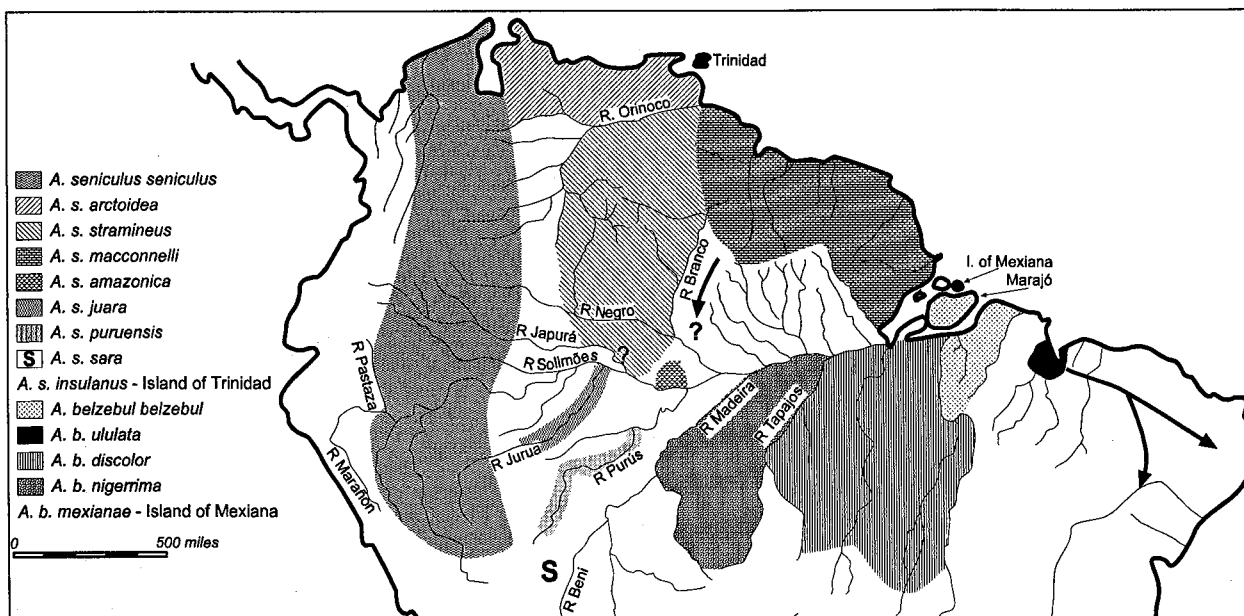 Trinidad
R. Orinoco
A. seniculus seniculus
A. s. arctoidea
A. s. stramineus
A. s. macconnelli
A. s. amazonica
A. s. juara
A. s. puruensis
S A. s. sara
A. s. insulanus - Island of Trinidad
A. belzebul belzebul
A. b. ululata
A. b. discolor
A. b. nigerrima
A. b. mexianae - Island of Mexiana
0 500 miles
I. of Mexiana
Marajó
R Branco
?
R Negro
R Japurá
?
R Solimões
R Pastaza
R Madeira
R Tapajos
R Jurua
R Purús
R Marañon
S
R Beni